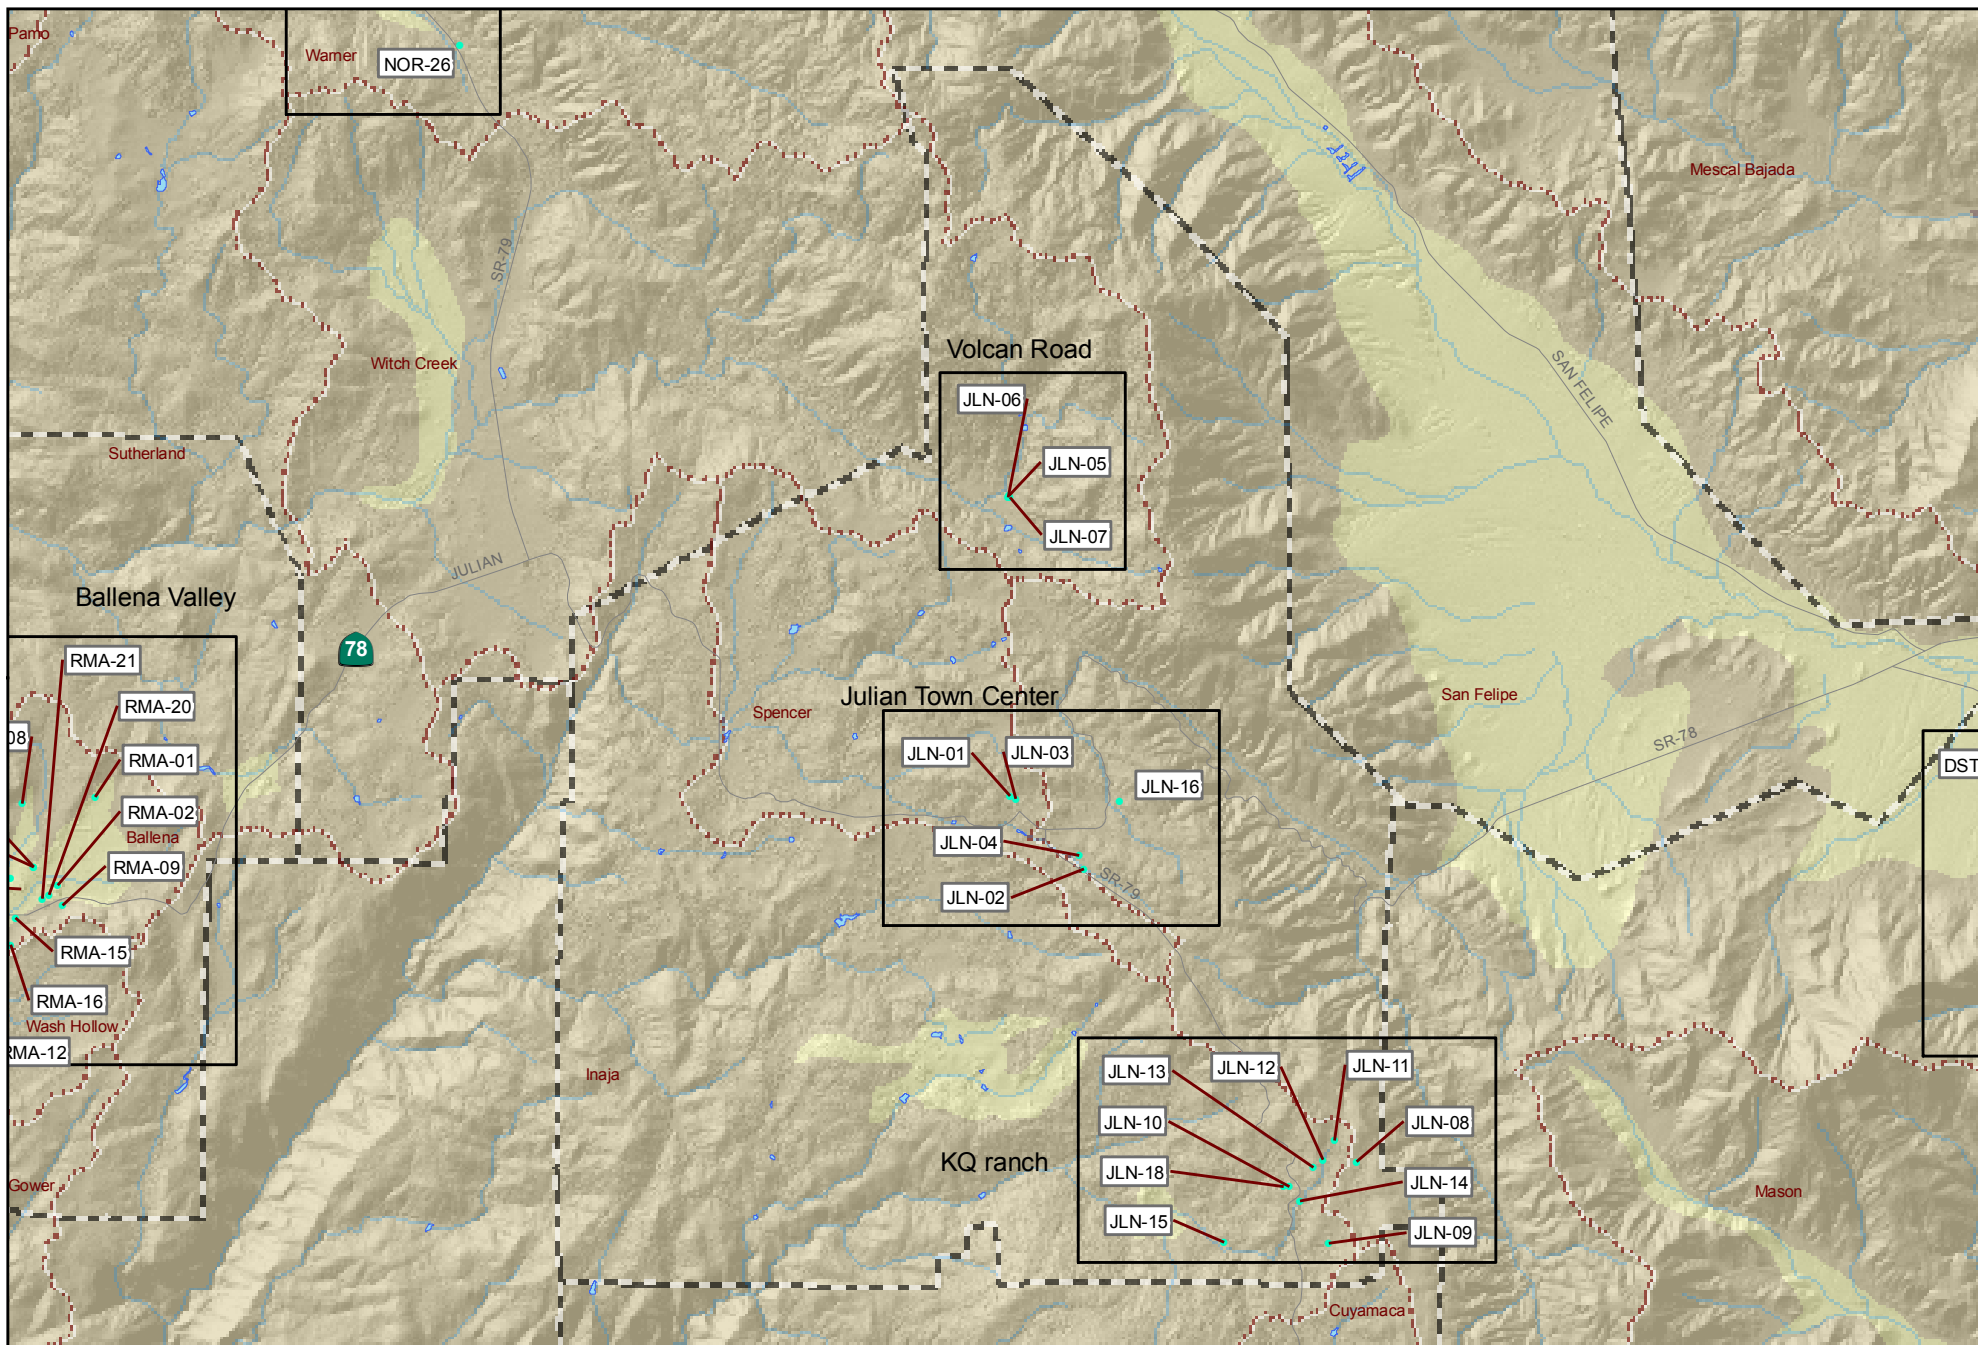 Pamo
Warner
NOR-26
Mescal Bajada
SR-79
Witch Creek
Volcan Road
JLN-06
JLN-05
JLN-07
SAN FELIPE
Sutherland
JULIAN
Ballena Valley
78
RMA-21
RMA-20
08
RMA-01
RMA-02
Ballena
RMA-09
RMA-15
RMA-16
Wash Hollow
RMA-12
Spencer
Julian Town Center
JLN-01
JLN-03
JLN-16
JLN-04
JLN-02
SR-79
San Felipe
SR-78
DST
Inaja
KQ ranch
JLN-13
JLN-12
JLN-11
JLN-10
JLN-08
JLN-18
JLN-14
JLN-15
JLN-09
Gower
Mason
Cuyamaca